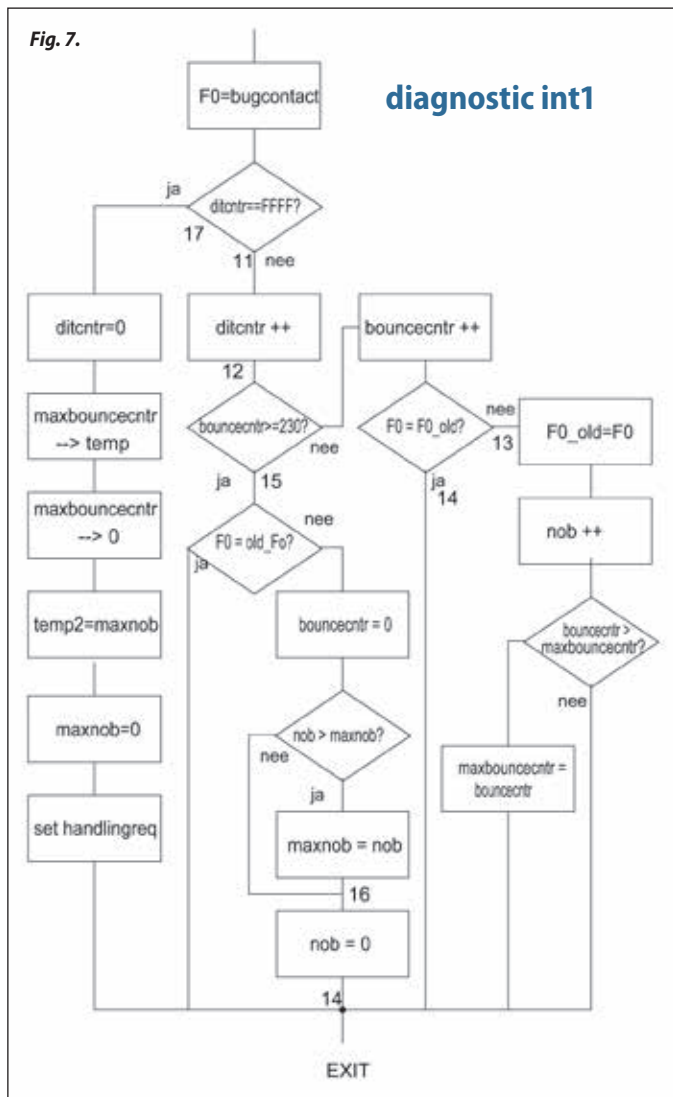 Fig. 7.
diagnostic int1
F0=bugcontact
ja
ditcntr==FFFF?
17
11
nee
ditcntr=0
maxbouncecntr
--> temp
maxbouncecntr
--> 0
temp2=maxnob
maxnob=0
set handlingreq
ditcntr ++
12
bouncecntr>=230?
nee
ja
15
F0 = old_Fo?
nee
ja
bouncecntr = 0
nob > maxnob?
nee
ja
maxnob = nob
16
nob = 0
14
bouncecntr ++
F0 = F0_old?
nee
13
ja
14
F0_old=F0
nob ++
bouncecntr >
maxbouncecntr?
nee
maxbouncecntr =
bouncecntr
EXIT